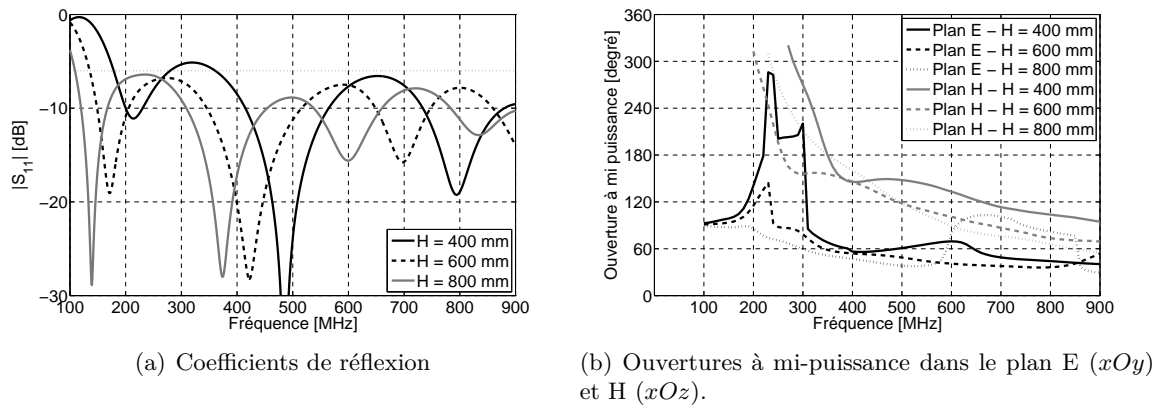 0
−10
−20
−30
100 200 300 400 500 600 700 800 900
Fréquence [MHz]
|S11| [dB]
H = 400 mm
H = 600 mm
H = 800 mm
(a) Coefficients de réflexion
360
300
240
180
120
60
0
100 200 300 400 500 600 700 800 900
Fréquence [MHz]
Ouverture à mi puissance [degré]
Plan E − H = 400 mm
Plan E − H = 600 mm
Plan E − H = 800 mm
Plan H − H = 400 mm
Plan H − H = 600 mm
Plan H − H = 800 mm
(b) Ouvertures à mi-puissance dans le plan E (xOy)
et H (xOz).